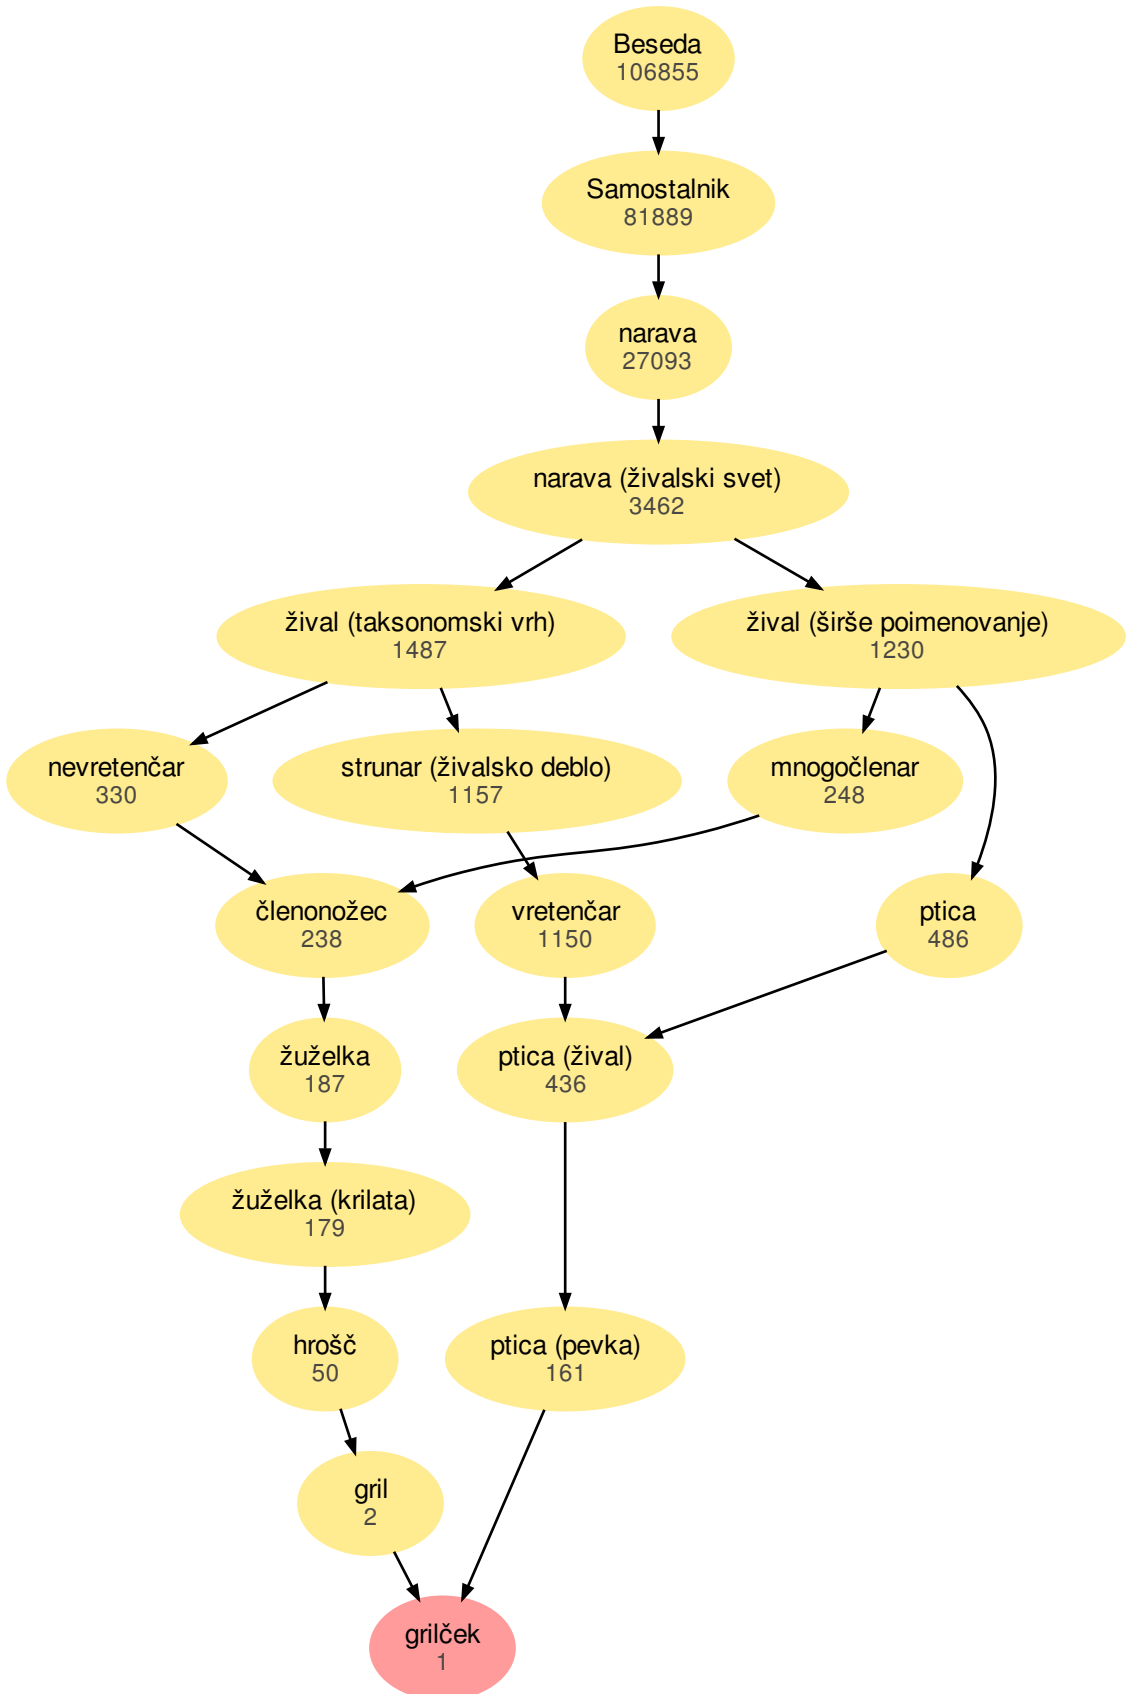 Beseda
106855
Samostalnik
81889
narava
27093
narava (živalski svet)
3462
žival (taksonomski vrh)
1487
žival (širše poimenovanje)
1230
nevretenčar
330
strunar (živalsko deblo)
1157
mnogočlenar
248
členonožec
238
vretenčar
1150
ptica
486
žuželka
187
ptica (žival)
436
žuželka (krilata)
179
hrošč
50
ptica (pevka)
161
gril
2
grilček
1